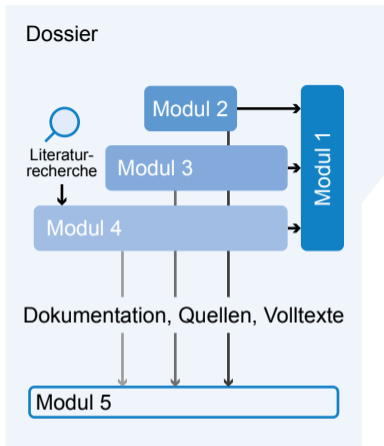 Dossier
Modul 2
Modul 1
Literatur-
recherche
Modul 3
Modul 4
Dokumentation, Quellen, Volltexte
Modul 5